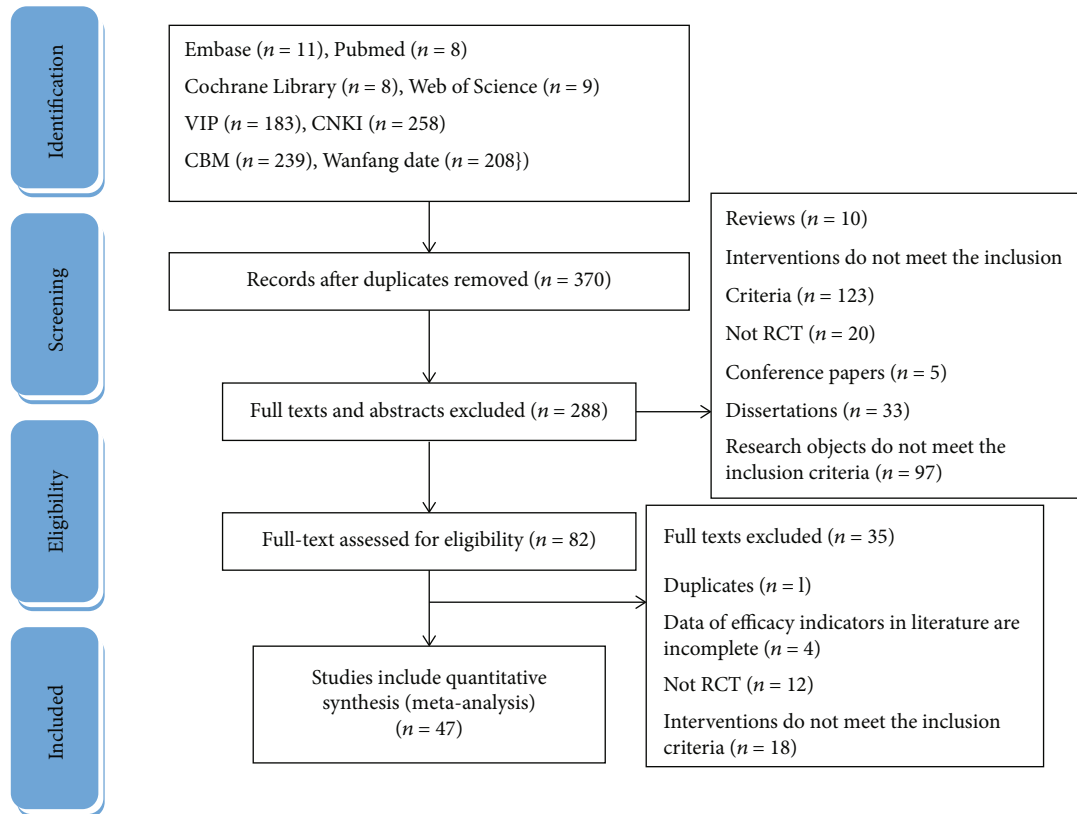 Identification
Embase (n = 11), Pubmed (n = 8)
Cochrane Library (n = 8), Web of Science (n = 9)
VIP (n = 183), CNKI (n = 258)
CBM (n = 239), Wanfang date (n = 208})
Screening
Records after duplicates removed (n = 370)
Full texts and abstracts excluded (n = 288)
Reviews (n = 10)
Interventions do not meet the inclusion
Criteria (n = 123)
Not RCT (n = 20)
Conference papers (n = 5)
Dissertations (n = 33)
Research objects do not meet the
inclusion criteria (n = 97)
Eligibility
Full-text assessed for eligibility (n = 82)
Full texts excluded (n = 35)
Duplicates (n = l)
Data of efficacy indicators in literature are
incomplete (n = 4)
Not RCT (n = 12)
Interventions do not meet the inclusion
criteria (n = 18)
Included
Studies include quantitative
synthesis (meta-analysis)
(n = 47)